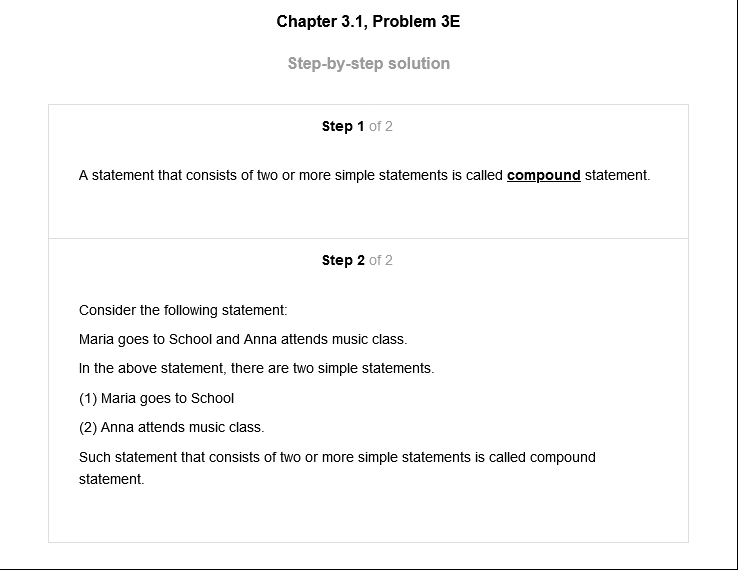 Chapter 3.1, Problem 3E
Step-by-step solution
Step 1 of 2
A statement that consists of two or more simple statements is called compound statement.
Step 2 of 2
Consider the following statement:
Maria goes to School and Anna attends music class.
In the above statement, there are two simple statements.
(1) Maria goes to School
(2) Anna attends music class.
Such statement that consists of two or more simple statements is called compound
statement.